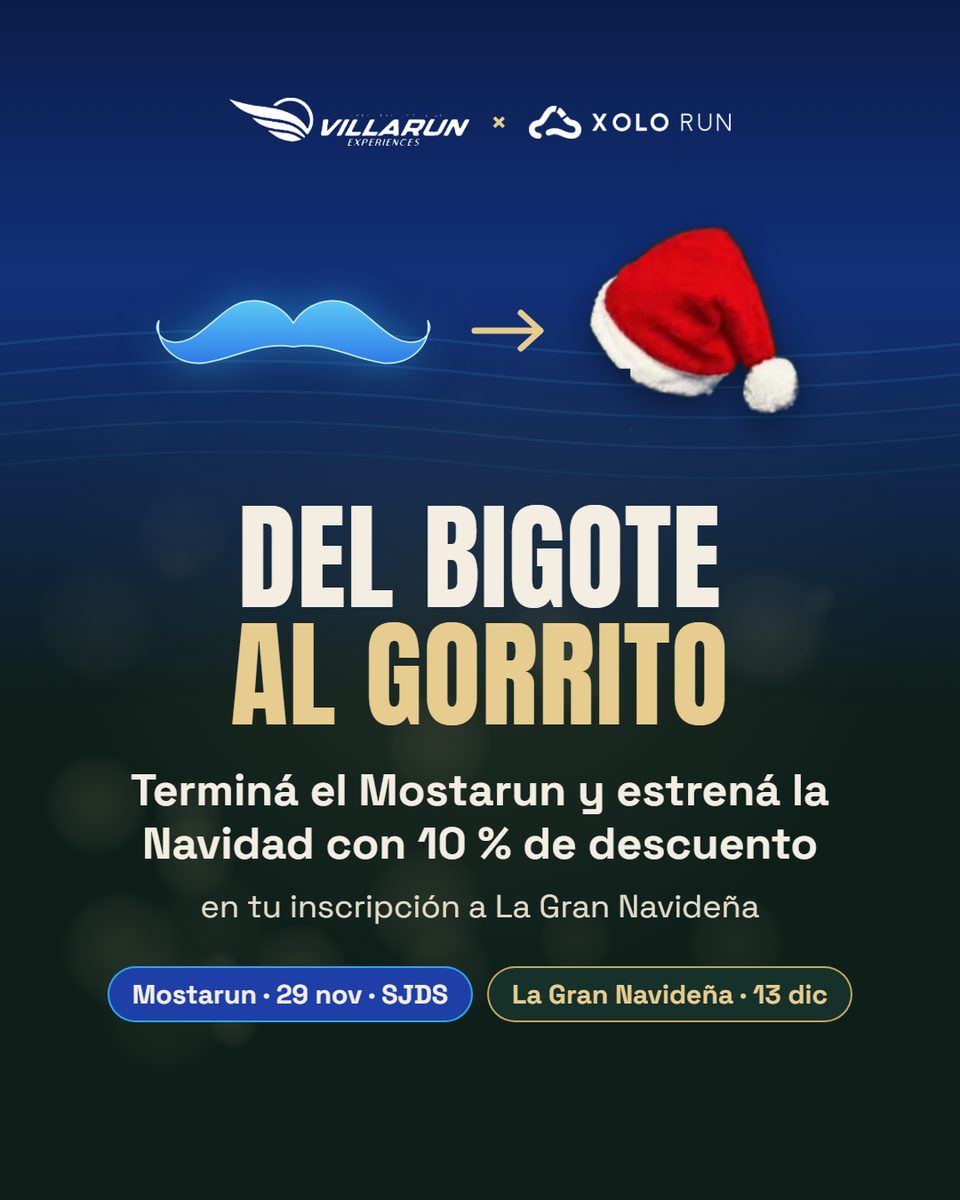 VILLARUN × XOLO RUN
EXPERIENCES
DEL BIGOTE
AL GORRITO
Terminá el Mostarun y estrená la
Navidad con 10 % de descuento
en tu inscripción a La Gran Navideña
Mostarun · 29 nov · SJDS
La Gran Navideña · 13 dic